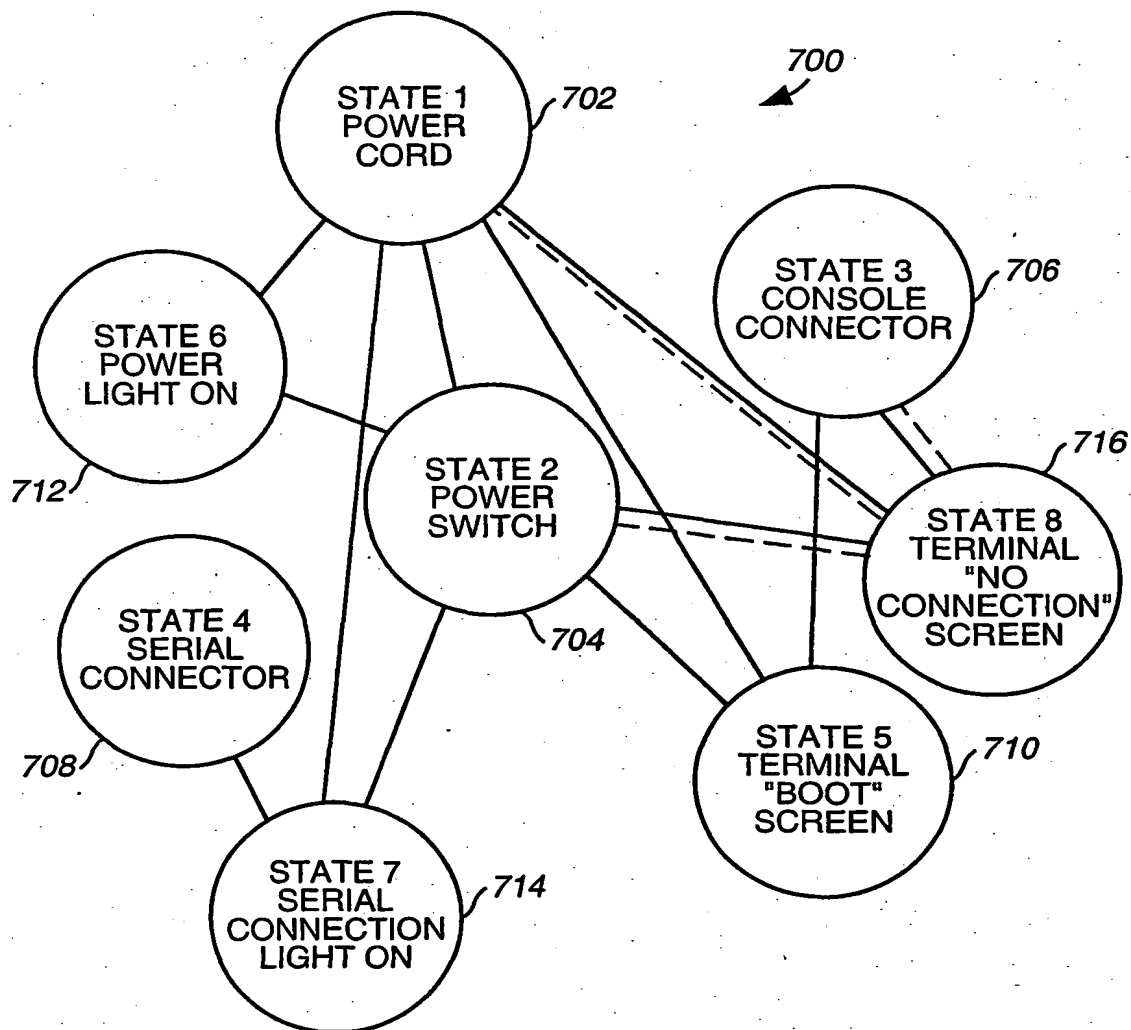 700
STATE 1
POWER
CORD
702
STATE 3
CONSOLE
CONNECTOR
706
STATE 6
POWER
LIGHT ON
712
STATE 2
POWER
SWITCH
704
716
STATE 8
TERMINAL
"NO
CONNECTION"
SCREEN
STATE 4
SERIAL
CONNECTOR
708
STATE 5
TERMINAL
"BOOT"
SCREEN
710
STATE 7
SERIAL
CONNECTION
LIGHT ON
714